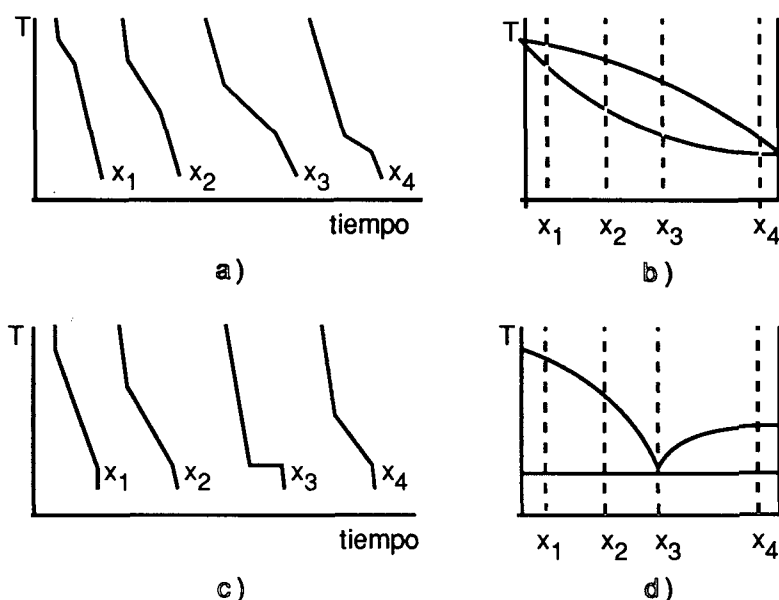 T
x₁ x₂ x₃ x₄
tiempo
a)
T
x₁ x₂ x₃ x₄
b)
T
x₁ x₂ x₃ x₄
tiempo
c)
T
x₁ x₂ x₃ x₄
d)